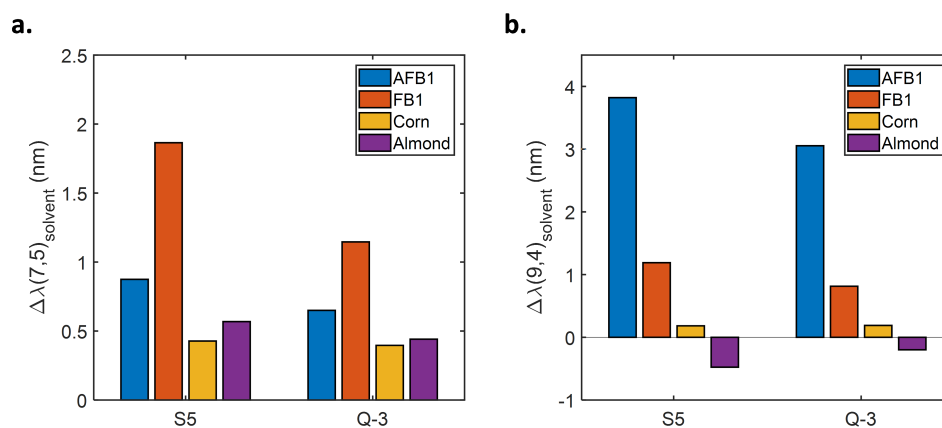 a.
Δλ(7,5)solvent (nm)
2.5
2
1.5
1
0.5
0
S5
Q-3
AFB1
FB1
Corn
Almond
b.
Δλ(9,4)solvent (nm)
4
3
2
1
0
-1
S5
Q-3
AFB1
FB1
Corn
Almond